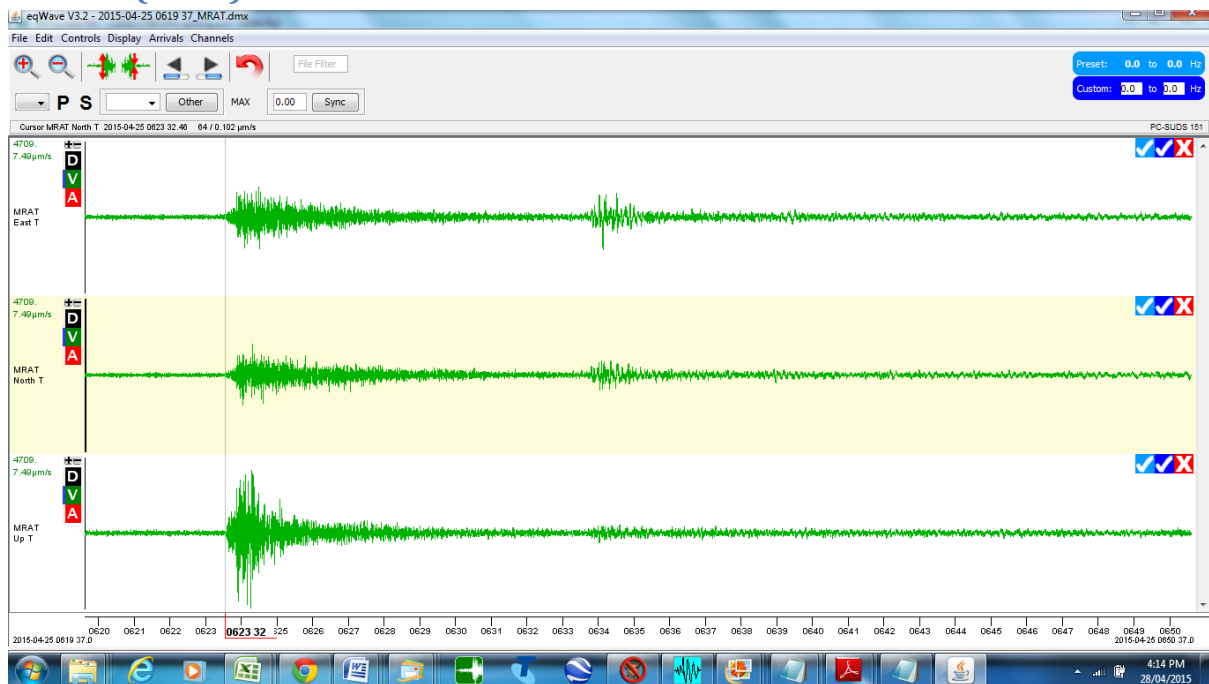 eqWave V3.2 - 2015-04-25 0619 37_MRAT.dmx
File Edit Controls Display Arrivals Channels
File Filter
Preset: 0.0 to 0.0 Hz
Custom: 0.0 to 0.0 Hz
P S Other MAX 0.00 Sync
Cursor MRAT North T 2015-04-25 0623 32.46 64 / 0.102 µm/s PC-SUDS 151
4709.
7.49µm/s
D
V
A
MRAT
East T
4709.
7.49µm/s
D
V
A
MRAT
North T
4709.
7.49µm/s
D
V
A
MRAT
Up T
0620 0621 0622 0623 0623 32 0626 0627 0628 0629 0630 0631 0632 0633 0634 0635 0636 0637 0638 0639 0640 0641 0642 0643 0644 0645 0646 0647 0648 0649 0650
2015-04-25 0619 37.0 2015-04-25 0650 37.0
4:14 PM
28/04/2015